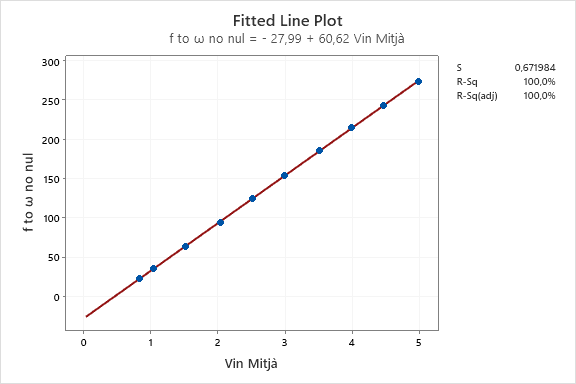 Fitted Line Plot
f to ω no nul = - 27,99 + 60,62 Vin Mitjà
S 0,671984
R-Sq 100,0%
R-Sq(adj) 100,0%
300
250
200
150
100
50
0
f to ω no nul
0 1 2 3 4 5
Vin Mitjà